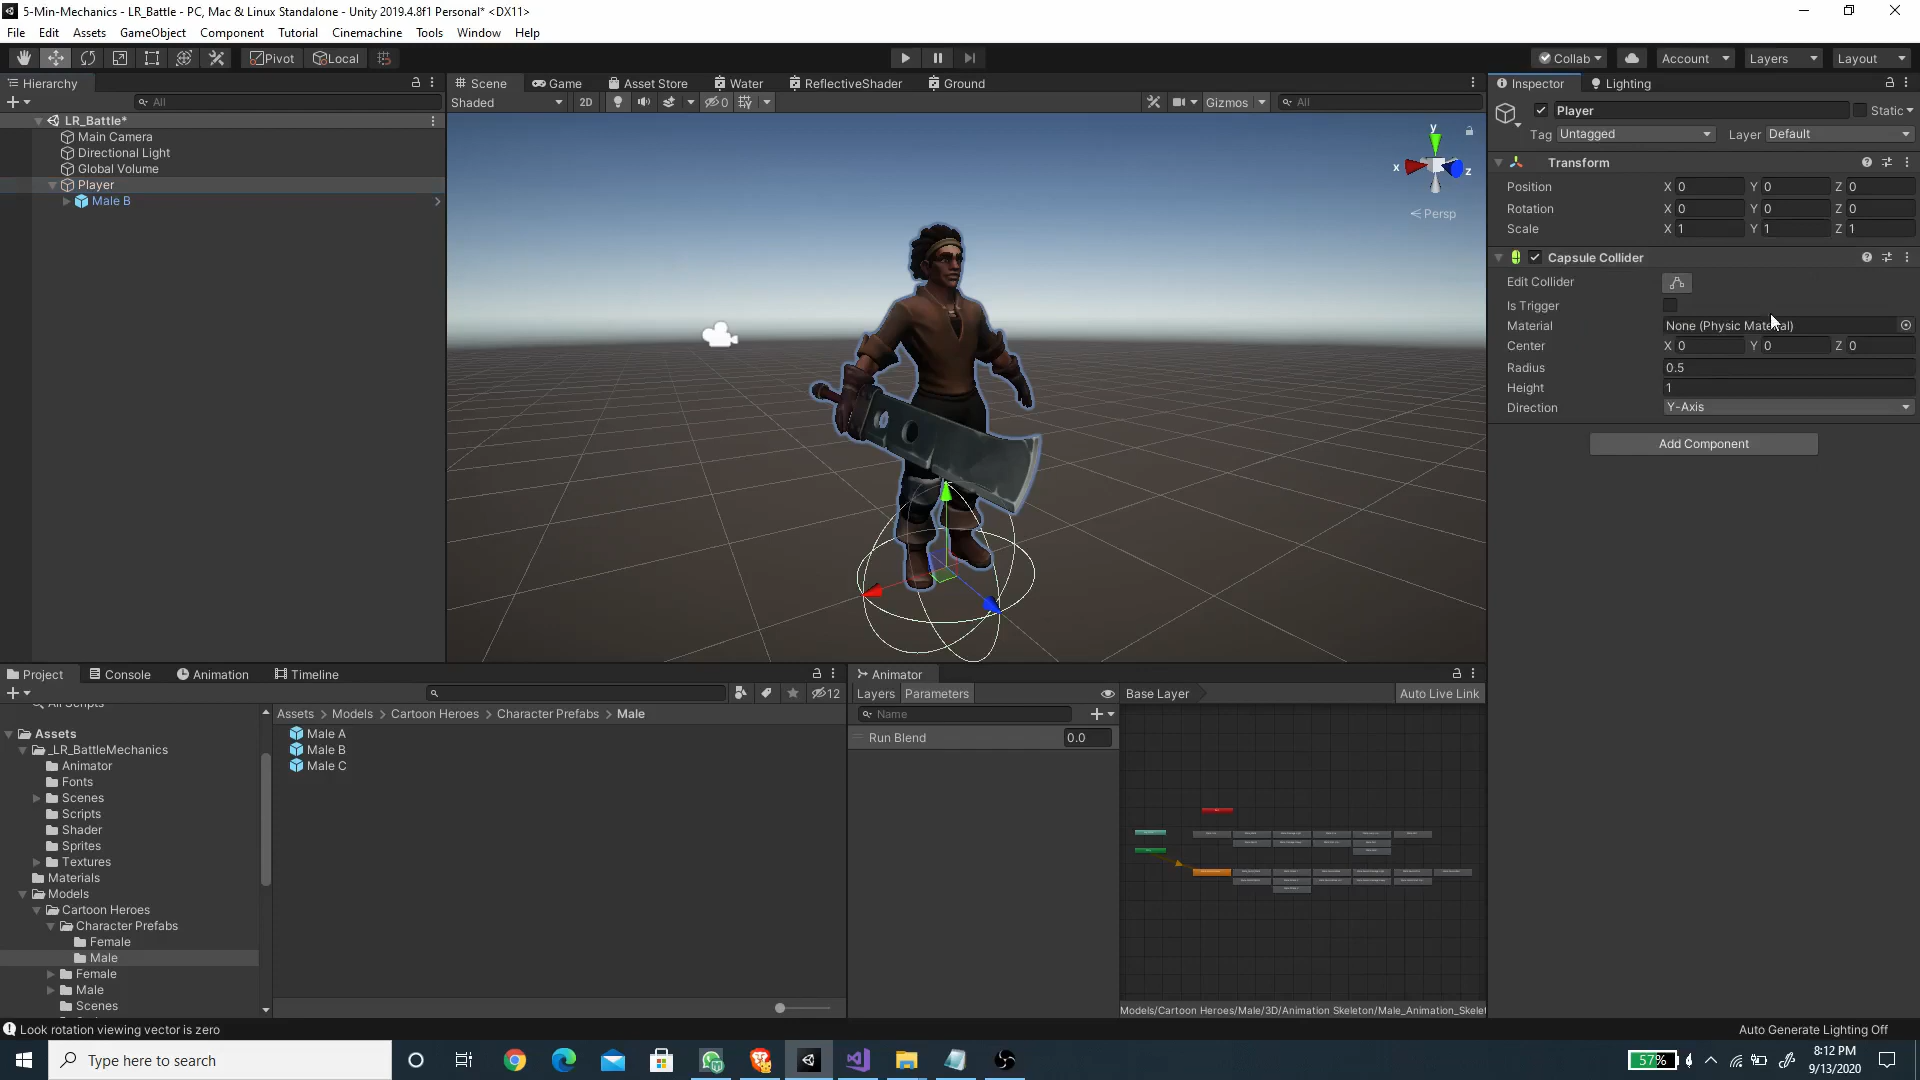 5-Min-Mechanics - LR_Battle - PC, Mac & Linux Standalone - Unity 2019.4.8f1 Personal* <DX11>
File Edit Assets GameObject Component Tutorial Cinemachine Tools Window Help
Pivot Local Collab Account Layers Layout
Hierarchy
All
LR_Battle*
Main Camera
Directional Light
Global Volume
Player
Male B
Scene Game Asset Store Water ReflectiveShader Ground
Shaded 2D 0 Gizmos All
y
x z
Persp
Inspector Lighting
Player Static
Tag Untagged Layer Default
Transform
Position X 0 Y 0 Z 0
Rotation X 0 Y 0 Z 0
Scale X 1 Y 1 Z 1
Capsule Collider
Edit Collider
Is Trigger
Material None (Physic Material)
Center X 0 Y 0 Z 0
Radius 0.5
Height 1
Direction Y-Axis
Add Component
Project Console Animation Timeline
12
All Scripts
Assets
_LR_BattleMechanics
Animator
Fonts
Scenes
Scripts
Shader
Sprites
Textures
Materials
Models
Cartoon Heroes
Character Prefabs
Female
Male
Female
Male
Scenes
Assets > Models > Cartoon Heroes > Character Prefabs > Male
Male A
Male B
Male C
Animator
Layers Parameters Base Layer Auto Live Link
Name
Run Blend 0.0
Models/Cartoon Heroes/Male/3D/Animation Skeleton/Male_Animation_Skelet
Look rotation viewing vector is zero
Auto Generate Lighting Off
Type here to search
57%
8:12 PM
9/13/2020